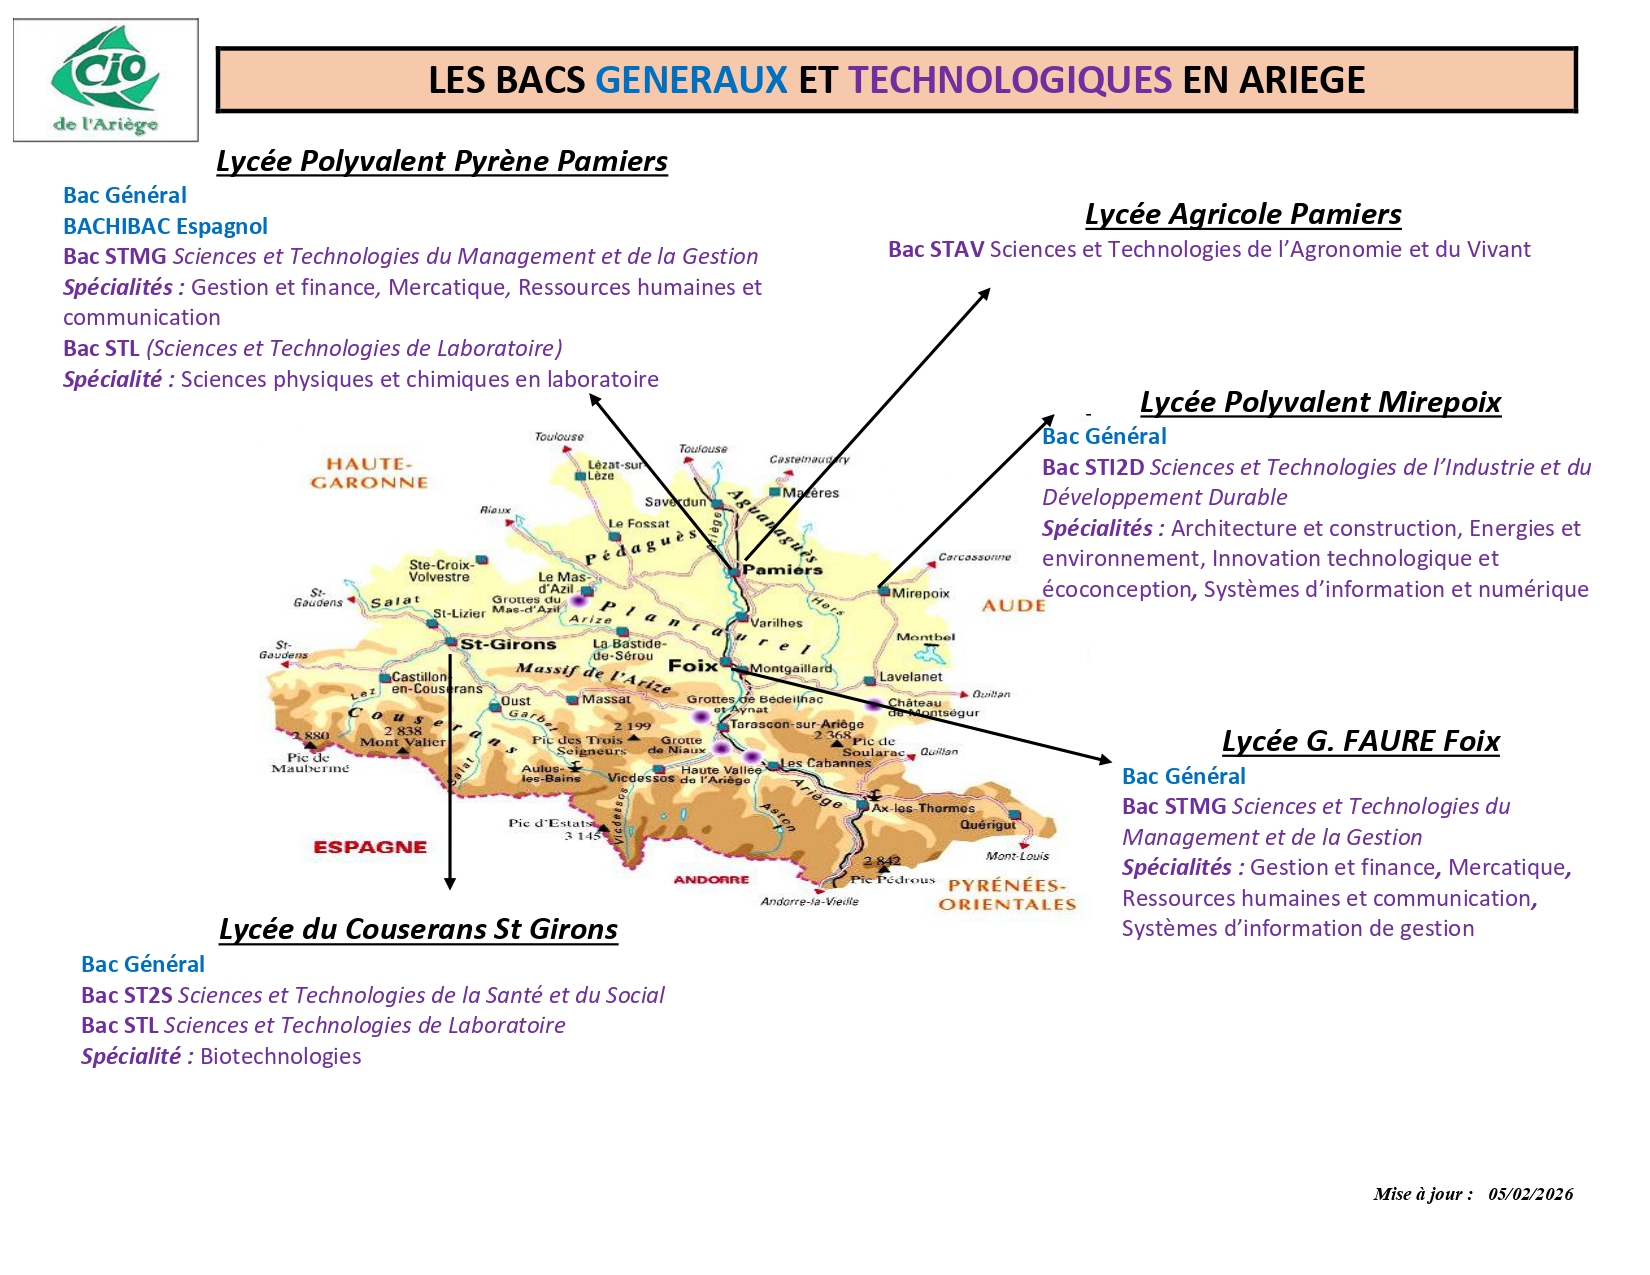 cio
de l'Ariège
LES BACS GENERAUX ET TECHNOLOGIQUES EN ARIEGE
Lycée Polyvalent Pyrène Pamiers
Bac Général
BACHIBAC Espagnol
Bac STMG Sciences et Technologies du Management et de la Gestion
Spécialités : Gestion et finance, Mercatique, Ressources humaines et
communication
Bac STL (Sciences et Technologies de Laboratoire)
Spécialité : Sciences physiques et chimiques en laboratoire
Lycée Agricole Pamiers
Bac STAV Sciences et Technologies de l’Agronomie et du Vivant
Lycée Polyvalent Mirepoix
Bac Général
Bac STI2D Sciences et Technologies de l’Industrie et du
Développement Durable
Spécialités : Architecture et construction, Energies et
environnement, Innovation technologique et
écoconception, Systèmes d’information et numérique
HAUTE-
GARONNE
Toulouse
Toulouse
Castelnaudary
Lézat-sur-
Lèze
Mazères
Saverdun
Aguanaguès
Ariège
Rieux
Le Fossat
Pédaguès
Carcassonne
Ste-Croix-
Volvestre
Pamiers
Le Mas-
d'Azil
Mirepoix
St-
Gaudens
Salat
Grottes du
Mas-d'Azil
Hers
AUDE
St-Lizier
Arize
Plantaurel
Varilhes
St-
Gaudens
St-Girons
La Bastide-
de-Sérou
Montbel
Foix
Montgaillard
Massif de l'Arize
Castillon-
en-Couserans
Lavelanet
Lez
Oust
Massat
Grottes de Bédeilhac
et Aynat
Quillan
Château
de Montségur
Couserans
Garbet
2 199
Tarascon-sur-Ariège
2 880
2 838
Mont Valier
Pic des Trois
Seigneurs
Grotte
de Niaux
2 368
Pic de
Soularac
Quillan
Pic de
Maubermé
Salat
Aulus-
les-Bains
Vicdessos
Haute Vallée
de l'Ariège
Les Cabannes
Ariège
Vicdessos
Aston
Ax-les-Thermes
Pic d'Estats
3 145
Quérigut
ESPAGNE
Mont-Louis
2 842
Pic Pédrous
ANDORRE
PYRÉNÉES-
ORIENTALES
Andorre-la-Vieille
Lycée G. FAURE Foix
Bac Général
Bac STMG Sciences et Technologies du
Management et de la Gestion
Spécialités : Gestion et finance, Mercatique,
Ressources humaines et communication,
Systèmes d’information de gestion
Lycée du Couserans St Girons
Bac Général
Bac ST2S Sciences et Technologies de la Santé et du Social
Bac STL Sciences et Technologies de Laboratoire
Spécialité : Biotechnologies
Mise à jour : 05/02/2026